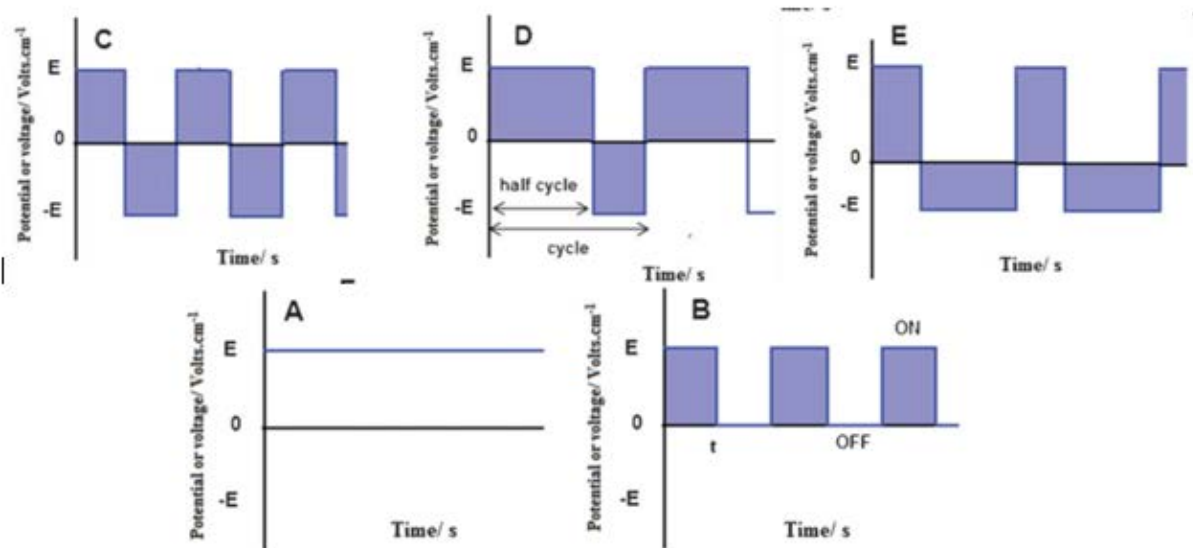 C
Potential or voltage/ Volts.cm-1
E
0
-E
Time/ s
D
Potential or voltage/ Volts.cm-1
E
0
-E
half cycle
cycle
Time/ s
E
Potential or voltage/ Volts.cm-1
E
0
-E
Time/ s
A
Potential or voltage/ Volts.cm-1
E
0
-E
Time/ s
B
Potential or voltage/ Volts.cm-1
E
0
-E
ON
OFF
t
Time/ s